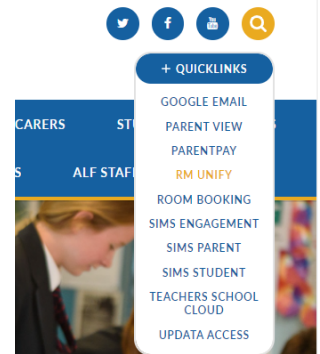 + QUICKLINKS
GOOGLE EMAIL
CARERS
PARENT VIEW
PARENTPAY
ALF STAF
RM UNIFY
ROOM BOOKING
SIMS ENGAGEMENT
SIMS PARENT
SIMS STUDENT
TEACHERS SCHOOL
CLOUD
UPDATA ACCESS